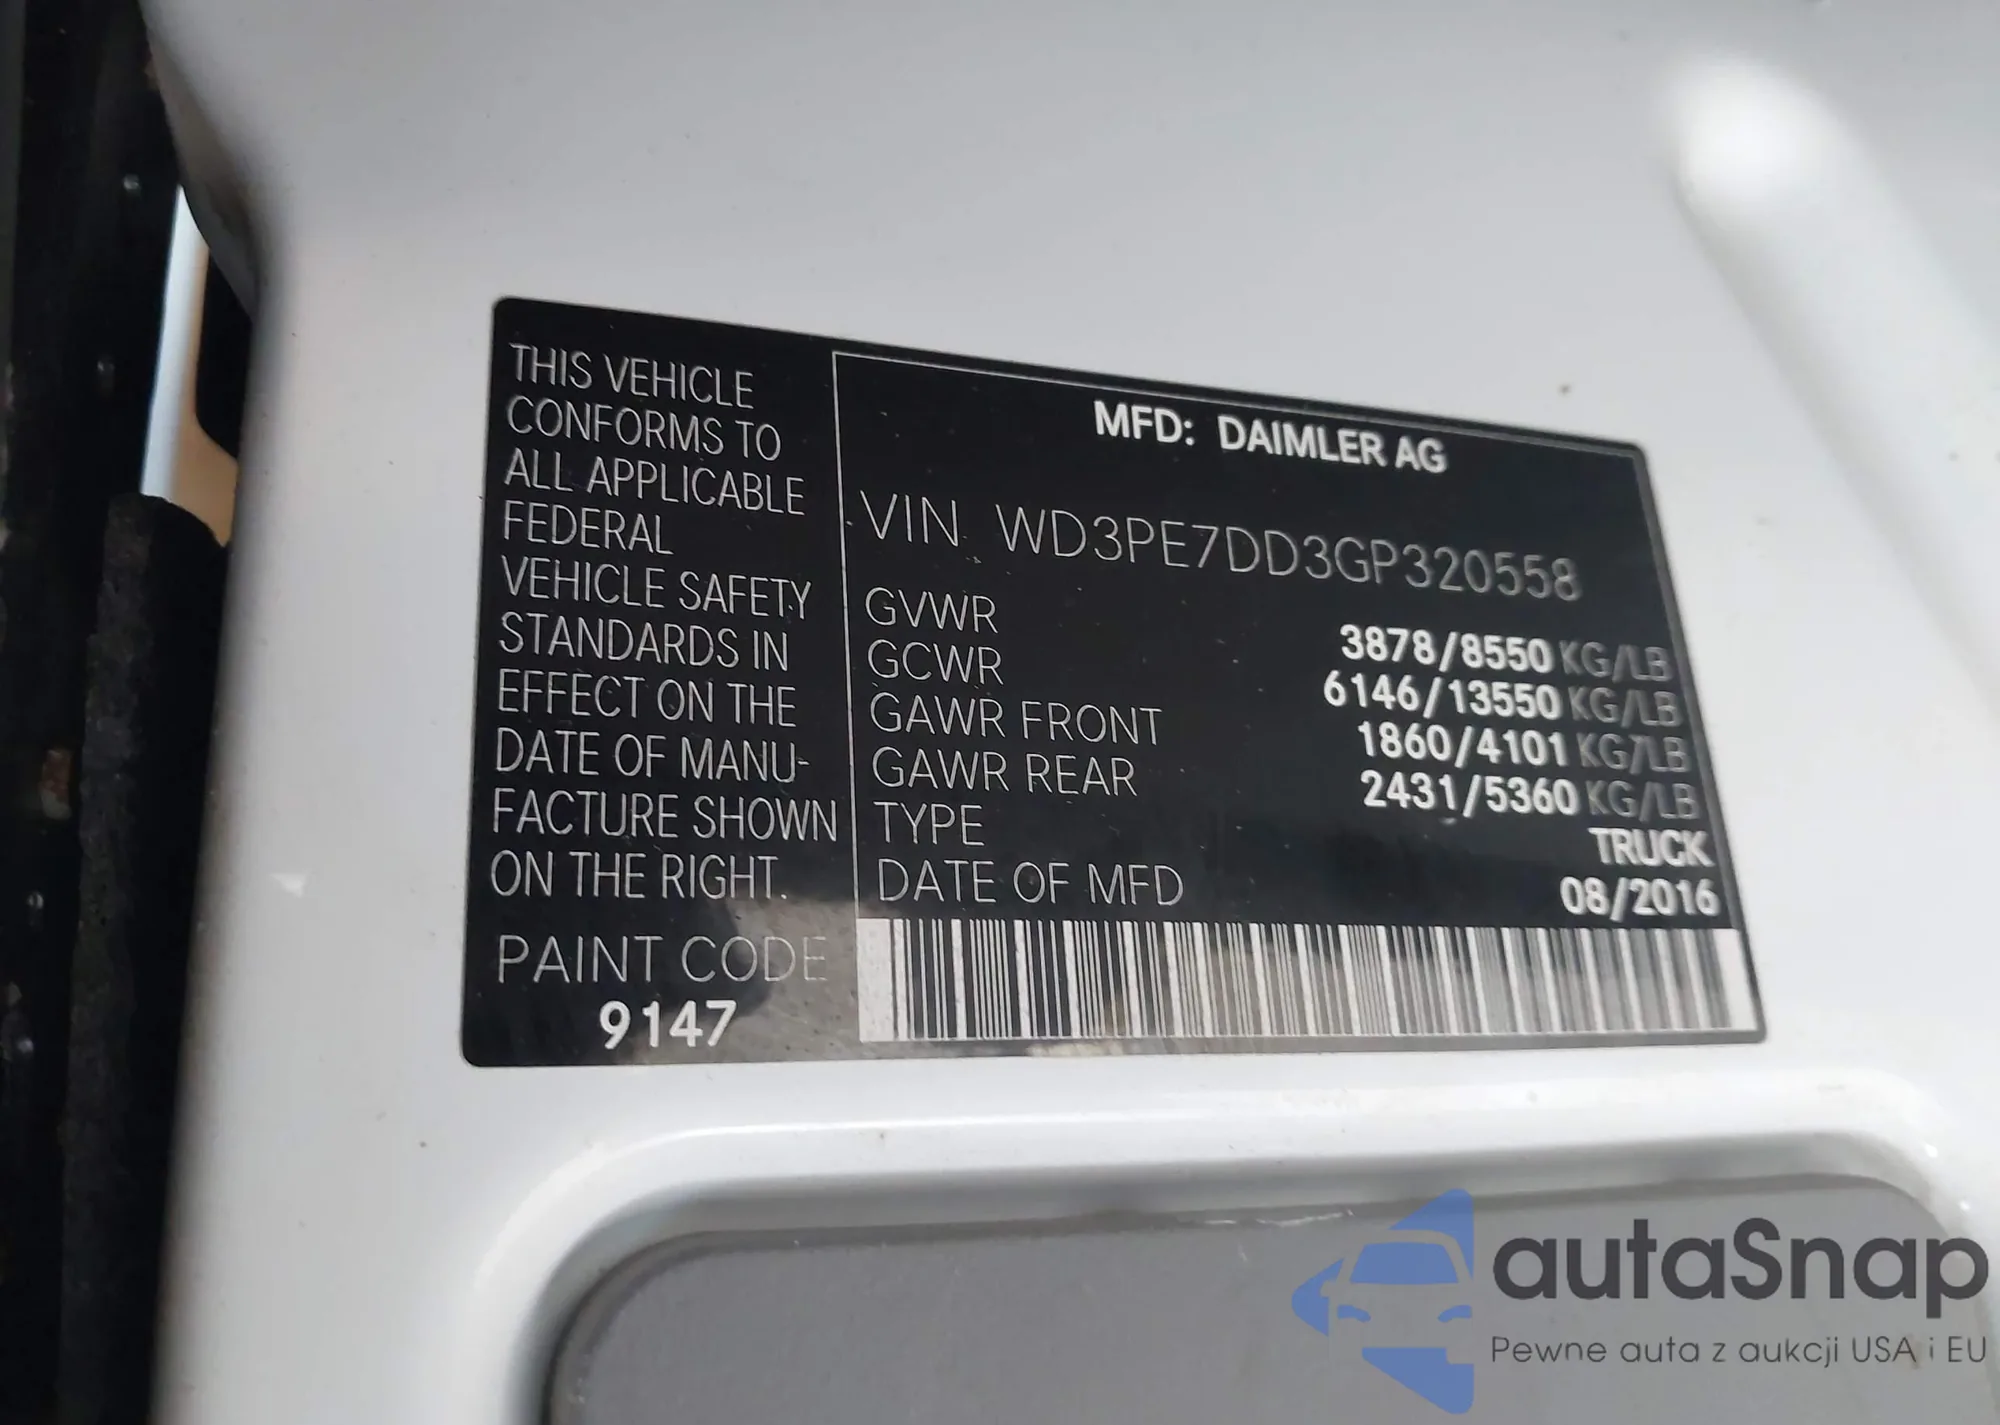 THIS VEHICLE
CONFORMS TO
ALL APPLICABLE
FEDERAL
VEHICLE SAFETY
STANDARDS IN
EFFECT ON THE
DATE OF MANU-
FACTURE SHOWN
ON THE RIGHT.
PAINT CODE
9147
MFD: DAIMLER AG
VIN WD3PE7DD3GP320558
GVWR 3878/8550 KG/LB
GCWR 6146/13550 KG/LB
GAWR FRONT 1860/4101 KG/LB
GAWR REAR 2431/5360 KG/LB
TYPE TRUCK
DATE OF MFD 08/2016
autaSnap
Pewne auta z aukcji USA i EU